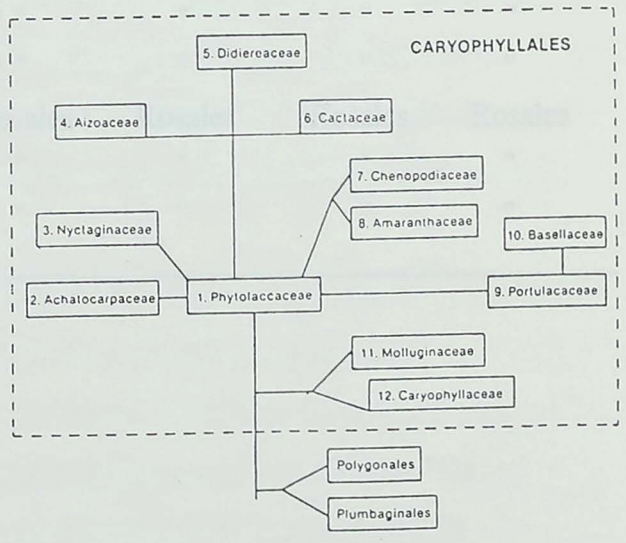 CARYOPHYLLALES
5. Didiereaceae
4. Aizoaceae
6. Cactaceae
7. Chenopodiaceae
8. Amaranthaceae
3. Nyctaginaceae
10. Basellaceae
2. Achatocarpaceae
1. Phytolaccaceae
9. Portulacaceae
11. Molluginaceae
12. Caryophyllaceae
Polygonales
Plumbaginales
Rosales